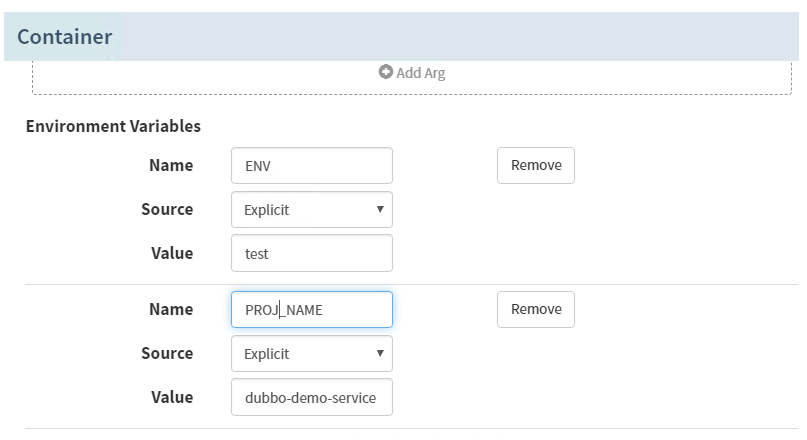 Container
Add Arg
Environment Variables
Name ENV Remove
Source Explicit
Value test
Name PROJ_NAME Remove
Source Explicit
Value dubbo-demo-service